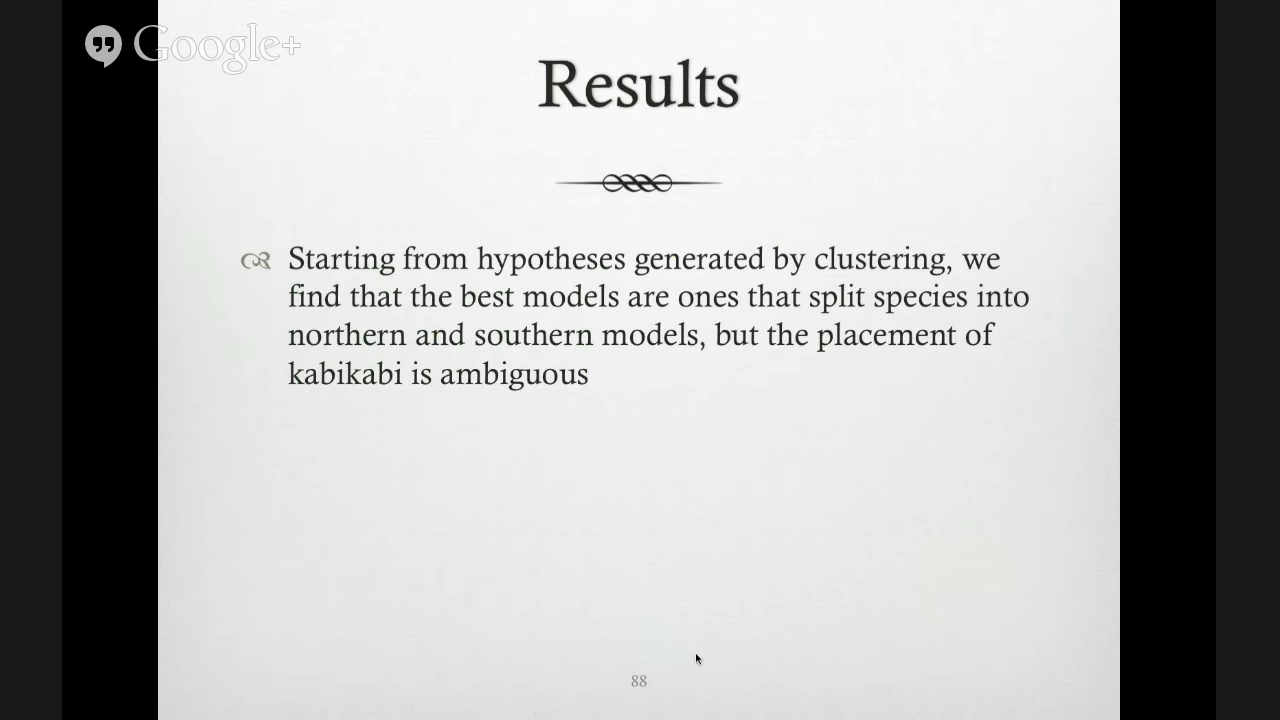 Google+
Results
Starting from hypotheses generated by clustering, we
find that the best models are ones that split species into
northern and southern models, but the placement of
kabikabi is ambiguous
88